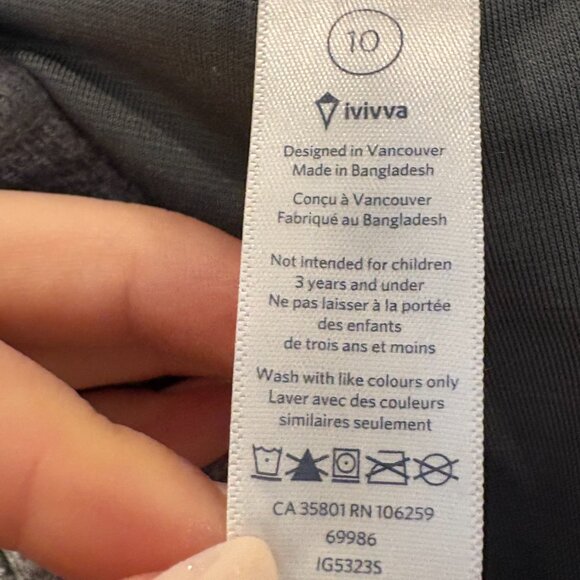 10
ivivva
Designed in Vancouver
Made in Bangladesh
Conçu à Vancouver
Fabriqué au Bangladesh
Not intended for children
3 years and under
Ne pas laisser à la portée
des enfants
de trois ans et moins
Wash with like colours only
Laver avec des couleurs
similaires seulement
CA 35801 RN 106259
69986
IG5323S